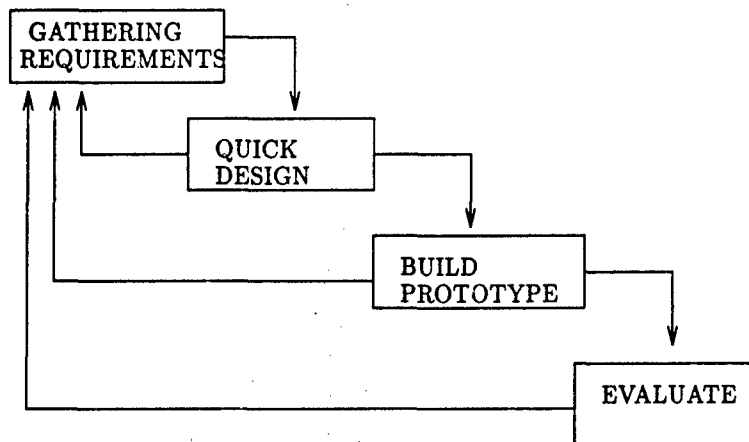 GATHERING
REQUIREMENTS
QUICK
DESIGN
BUILD
PROTOTYPE
EVALUATE